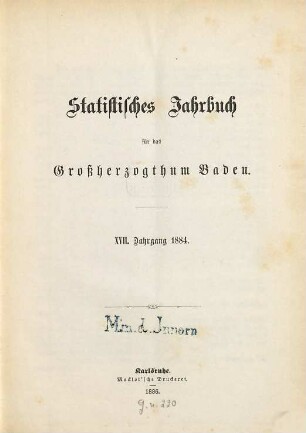 Statistisches Jahrbuch
für das
Großherzogthum Baden.
XVII. Jahrgang 1884.
Min. d. Innern
Karlsruhe.
Macklot'sche Druckerei.
1886.